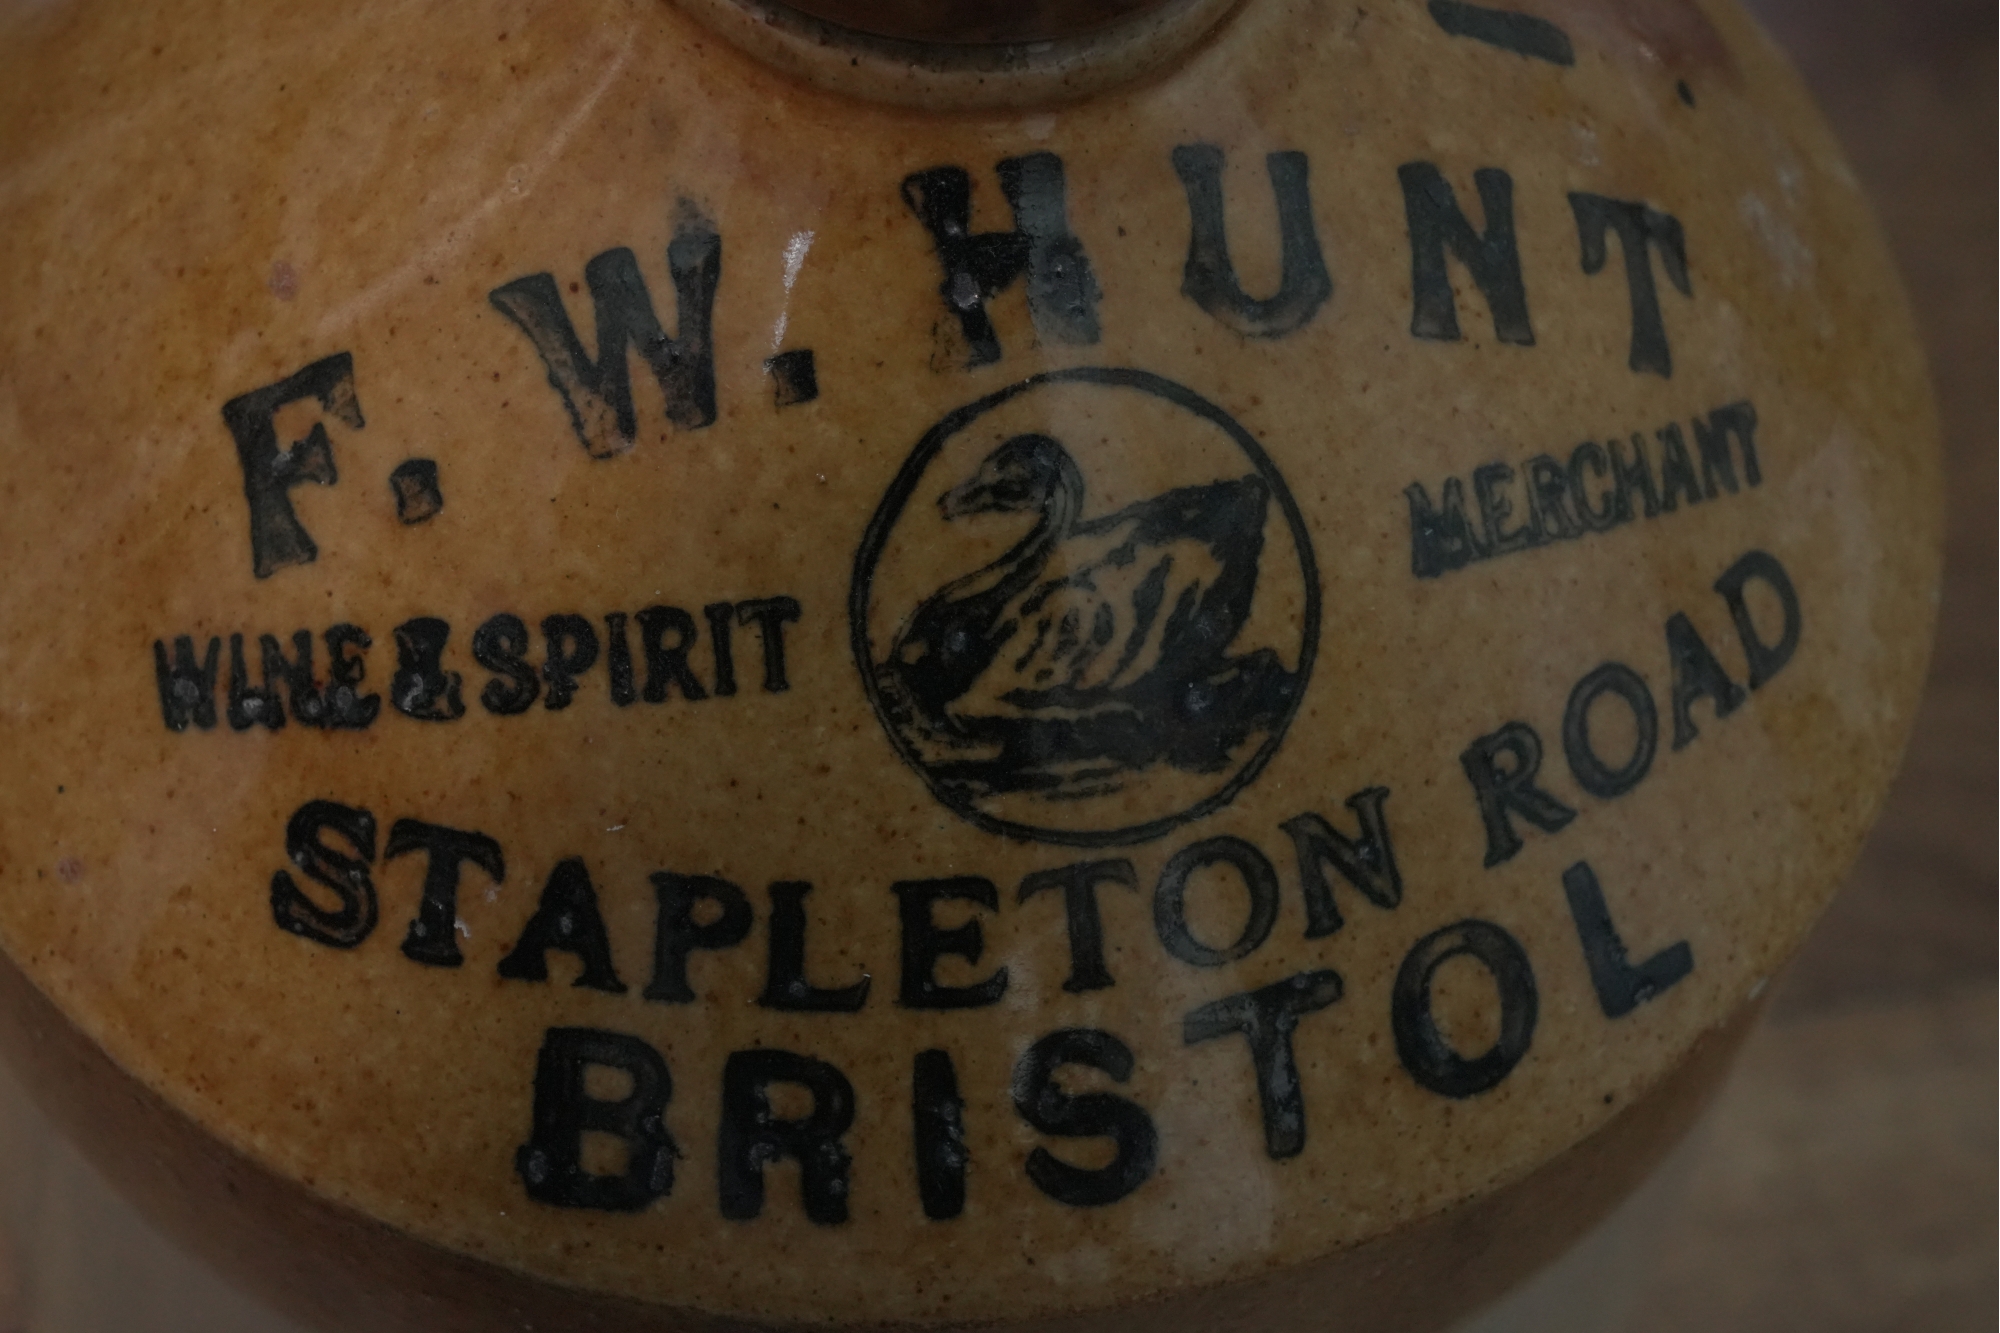 F. W. HUNT
WINE & SPIRIT MERCHANT
STAPLETON ROAD
BRISTOL